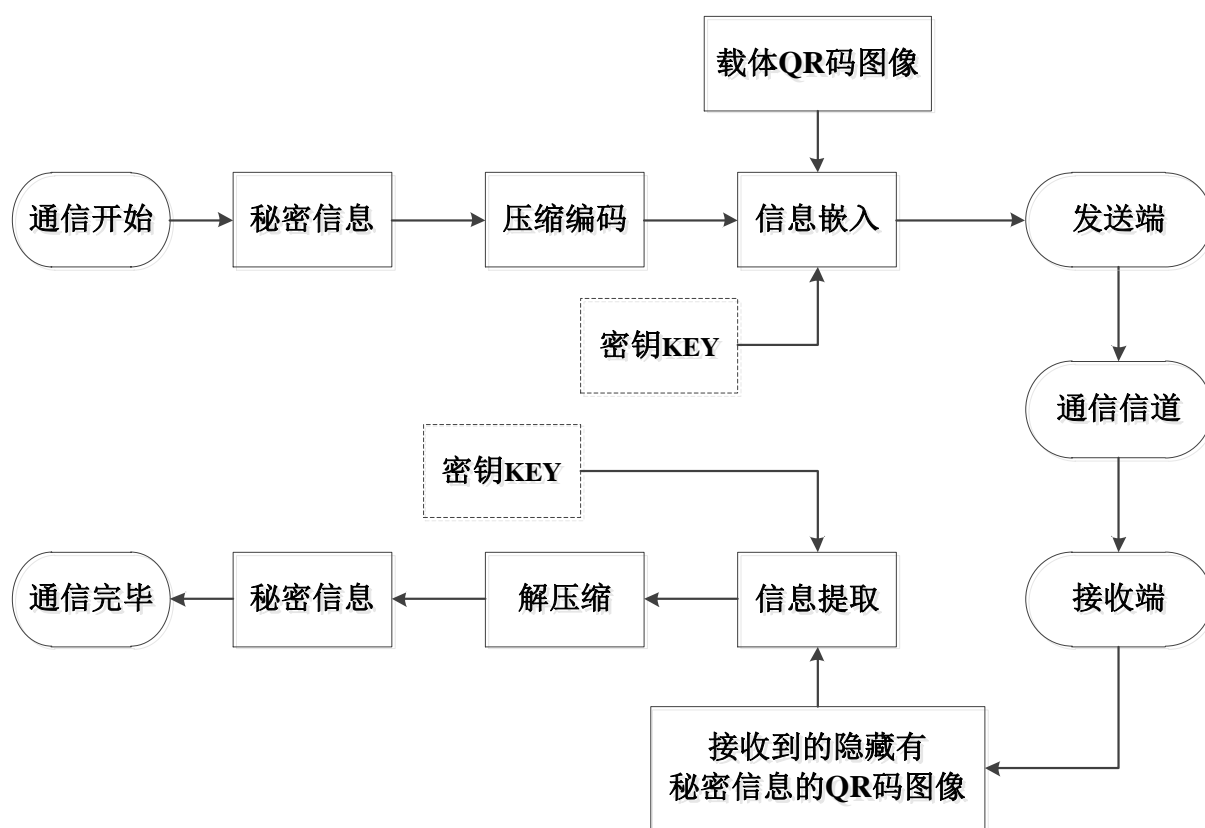 载体QR码图像
通信开始
秘密信息
压缩编码
信息嵌入
发送端
密钥KEY
通信信道
密钥KEY
通信完毕
秘密信息
解压缩
信息提取
接收端
接收到的隐藏有
秘密信息的QR码图像